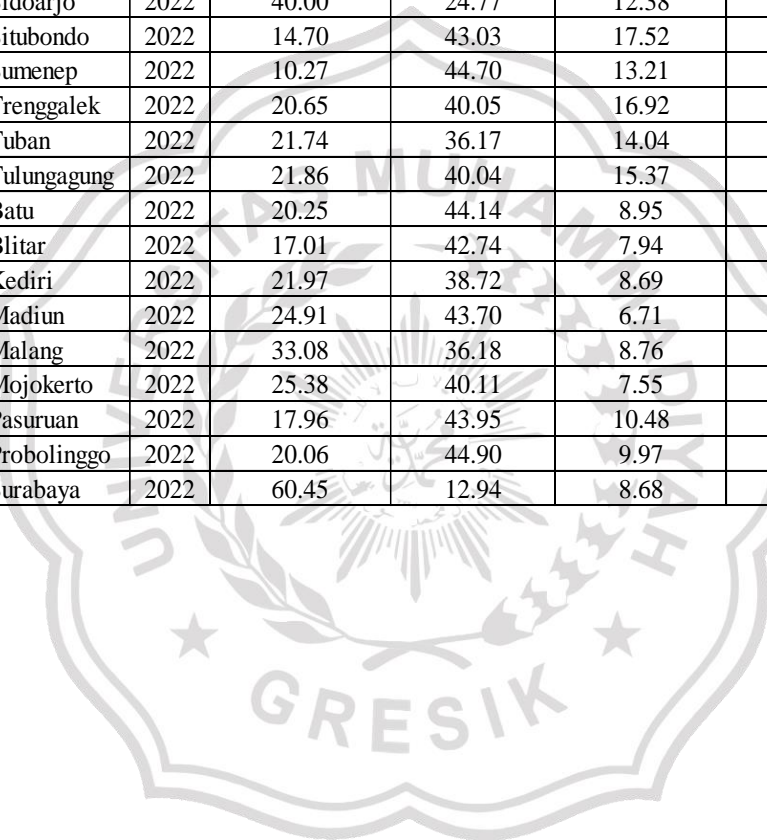 idoarjo 2022 40.00 24.77 12.38
itubondo 2022 14.70 43.03 17.52
umenep 2022 10.27 44.70 13.21
renggalek 2022 20.65 40.05 16.92
uban 2022 21.74 36.17 14.04
ulungagung 2022 21.86 40.04 15.37
Batu 2022 20.25 44.14 8.95
Blitar 2022 17.01 42.74 7.94
Kediri 2022 21.97 38.72 8.69
Madiun 2022 24.91 43.70 6.71
Malang 2022 33.08 36.18 8.76
Mojokerto 2022 25.38 40.11 7.55
Pasuruan 2022 17.96 43.95 10.48
Probolinggo 2022 20.06 44.90 9.97
urabaya 2022 60.45 12.94 8.68
UNIVERSITAS MUHAMMADIYAH
GRESIK